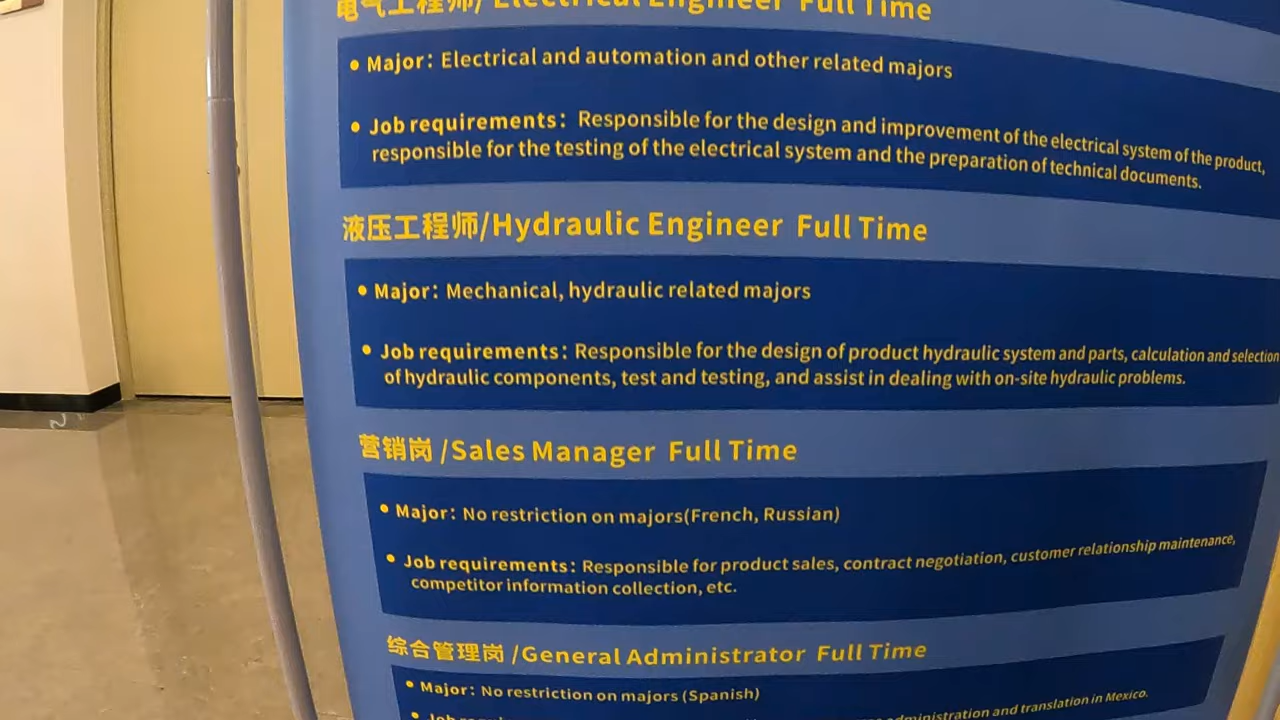 电气工程师/ Electrical Engineer Full Time
• Major: Electrical and automation and other related majors
• Job requirements: Responsible for the design and improvement of the electrical system of the product,
responsible for the testing of the electrical system and the preparation of technical documents.
液压工程师/Hydraulic Engineer Full Time
• Major: Mechanical, hydraulic related majors
• Job requirements: Responsible for the design of product hydraulic system and parts, calculation and selection
of hydraulic components, test and testing, and assist in dealing with on-site hydraulic problems.
营销岗 /Sales Manager Full Time
• Major: No restriction on majors(French, Russian)
• Job requirements: Responsible for product sales, contract negotiation, customer relationship maintenance,
competitor information collection, etc.
综合管理岗 /General Administrator Full Time
• Major: No restriction on majors (Spanish)
• Job administration and translation in Mexico.